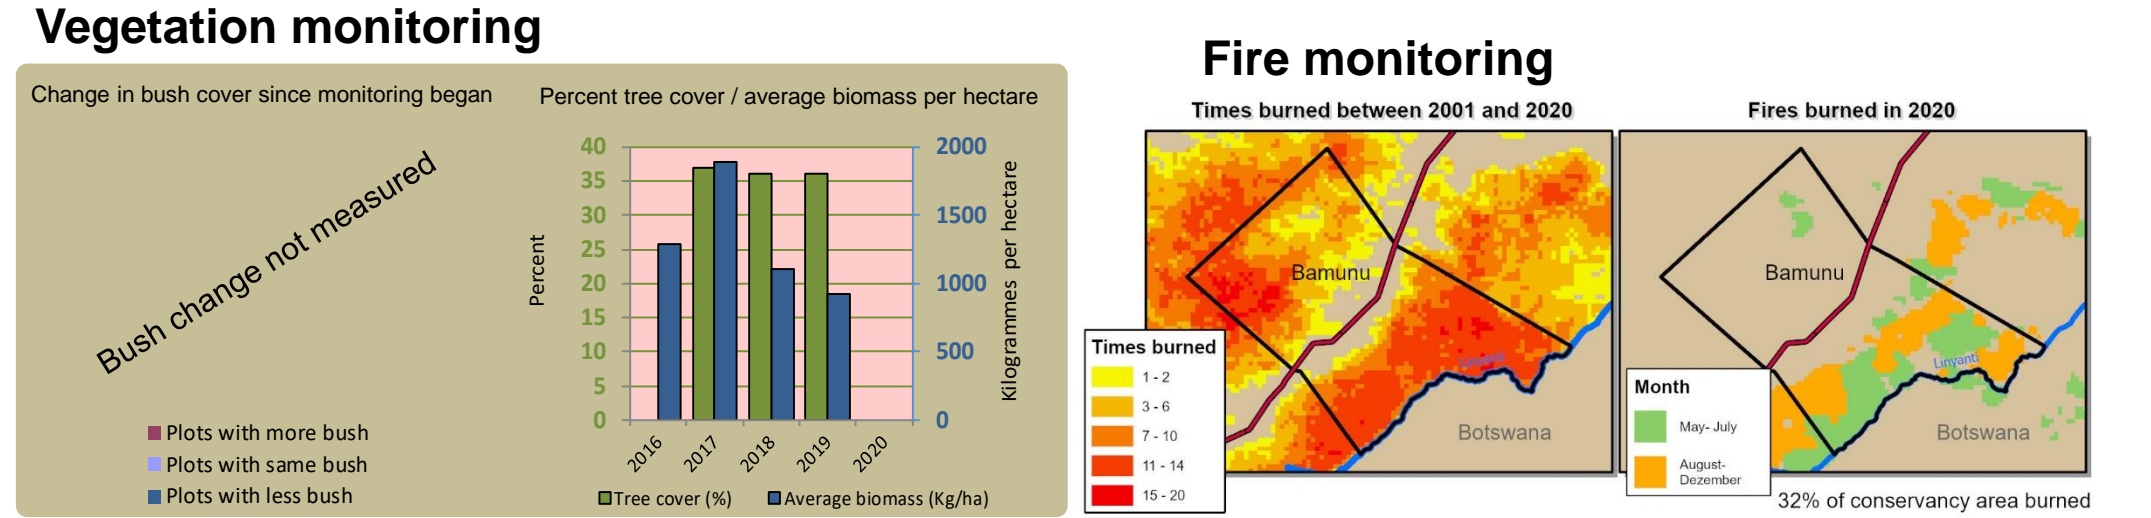 Vegetation monitoring
Change in bush cover since monitoring began
Bush change not measured
Plots with more bush
Plots with same bush
Plots with less bush
Percent tree cover / average biomass per hectare
40
35
30
25
20
15
10
5
0
Percent
2000
1500
1000
500
0
Kilogrammes per hectare
2016
2017
2018
2019
2020
Tree cover (%)
Average biomass (Kg/ha)
Fire monitoring
Times burned between 2001 and 2020
Bamunu
Linyanti
Botswana
Times burned
1 - 2
3 - 6
7 - 10
11 - 14
15 - 20
Fires burned in 2020
Bamunu
Linyanti
Botswana
Month
May- July
August-
Dezember
32% of conservancy area burned